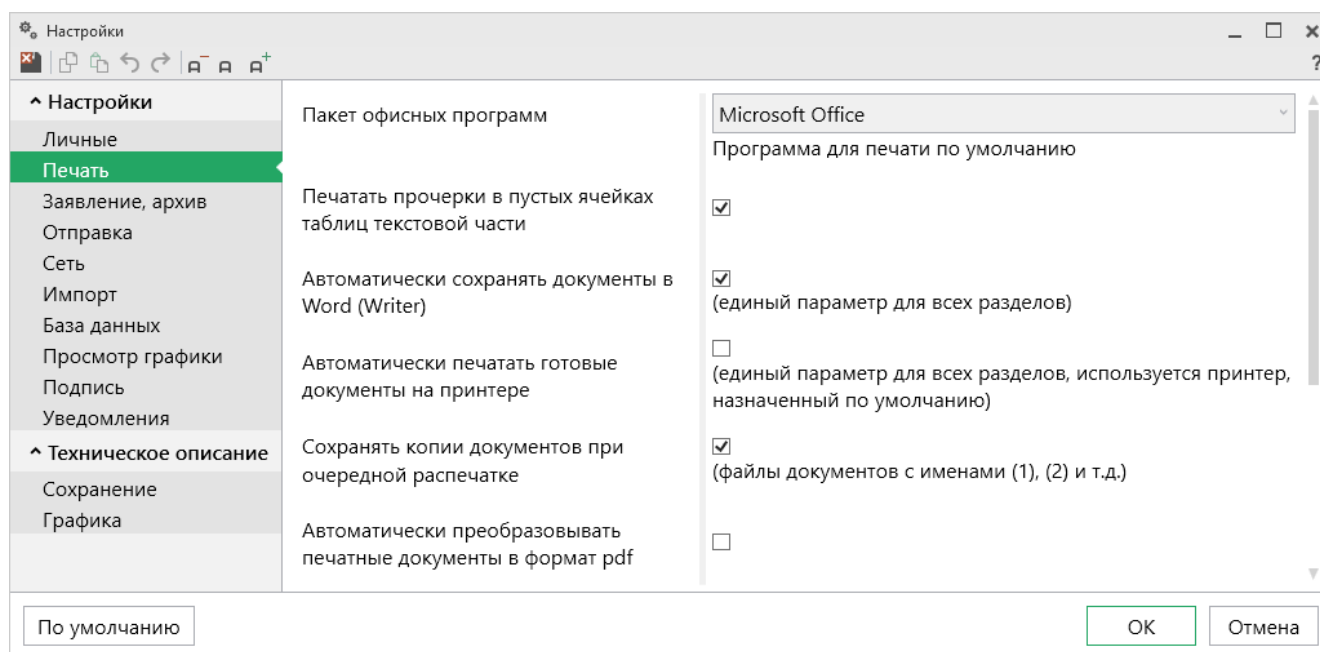 Настройки
?
Настройки
Личные
Печать
Заявление, архив
Отправка
Сеть
Импорт
База данных
Просмотр графики
Подпись
Уведомления
Техническое описание
Сохранение
Графика
Пакет офисных программ
Microsoft Office
Программа для печати по умолчанию
Печатать прочерки в пустых ячейках
таблиц текстовой части
Автоматически сохранять документы в
Word (Writer)
(единый параметр для всех разделов)
Автоматически печатать готовые
документы на принтере
(единый параметр для всех разделов, используется принтер,
назначенный по умолчанию)
Сохранять копии документов при
очередной распечатке
(файлы документов с именами (1), (2) и т.д.)
Автоматически преобразовывать
печатные документы в формат pdf
По умолчанию
ОК
Отмена